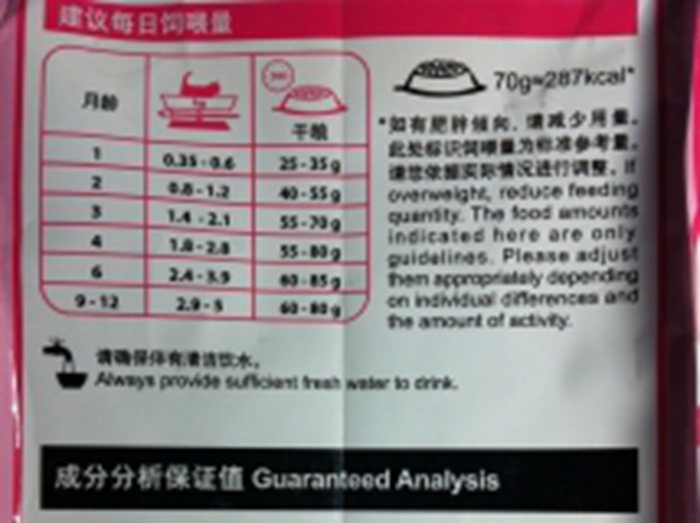 建议每日饲喂量
月龄
干粮
1 0.35-0.6 25-35g
2 0.8-1.2 40-55g
3 1.4-2.1 55-70g
4 1.8-2.8 55-80g
6 2.4-3.9 60-85g
9-12 2.9-5 60-80g
70g≈287kcal*
*如有肥胖倾向，请减少用量。
此处标识饲喂量为标准参考量，
请您依据实际情况进行调整。If
overweight, reduce feeding
quantity. The food amounts
indicated here are only
guidelines. Please adjust
them appropriately depending
on individual differences and
the amount of activity.
请确保伴有清洁饮水。
Always provide sufficient fresh water to drink.
成分分析保证值 Guaranteed Analysis